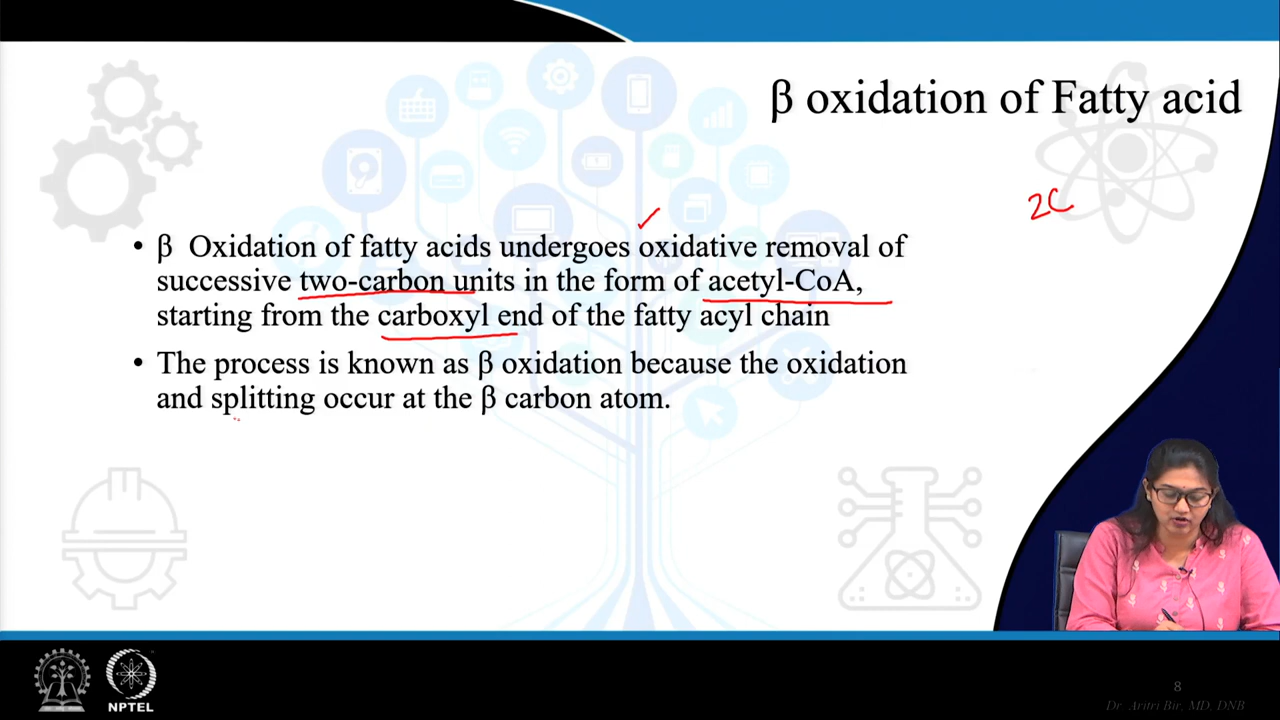 β oxidation of Fatty acid
2C
• β Oxidation of fatty acids undergoes oxidative removal of
successive two-carbon units in the form of acetyl-CoA,
starting from the carboxyl end of the fatty acyl chain
• The process is known as β oxidation because the oxidation
and splitting occur at the β carbon atom.
NPTEL
8
Dr. Aritri Bir, MD, DNB